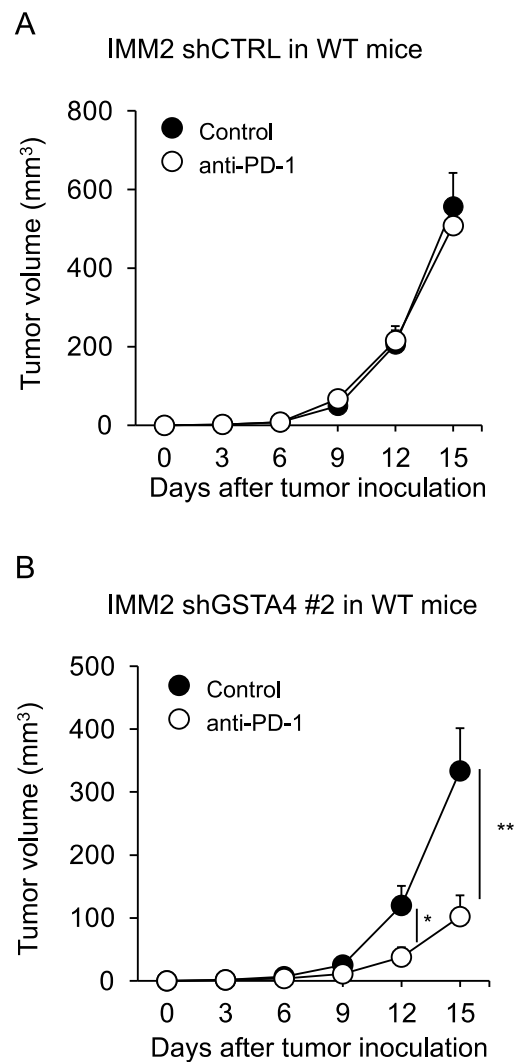 A
IMM2 shCTRL in WT mice
800
600
400
200
0
Tumor volume (mm³)
Control
anti-PD-1
0 3 6 9 12 15
Days after tumor inoculation
B
IMM2 shGSTA4 #2 in WT mice
500
400
300
200
100
0
Tumor volume (mm³)
Control
anti-PD-1
*
**
0 3 6 9 12 15
Days after tumor inoculation